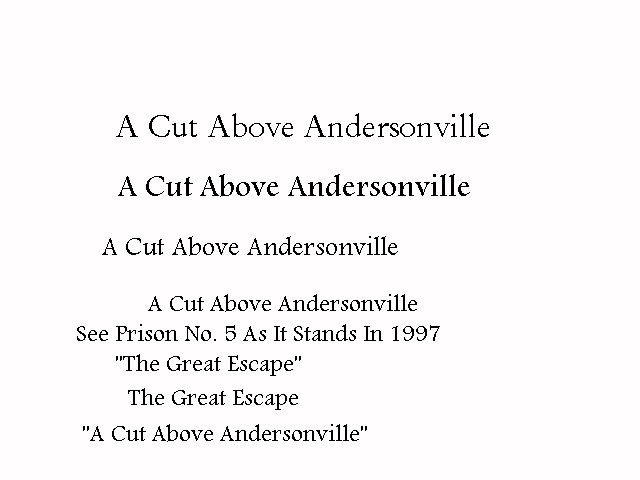 A Cut Above Andersonville
A Cut Above Andersonville
A Cut Above Andersonville
A Cut Above Andersonville
See Prison No. 5 As It Stands In 1997
"The Great Escape"
The Great Escape
"A Cut Above Andersonville"